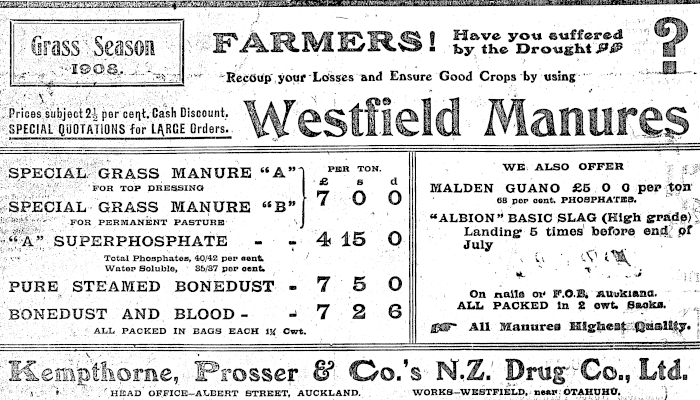 Grass Season
1908.
FARMERS!
Have you suffered
by the Drought
?
Recoup your Losses and Ensure Good Crops by using
Prices subject 2½ per cent. Cash Discount.
SPECIAL QUOTATIONS for LARGE Orders.
Westfield Manures
PER TON.
£ s d
SPECIAL GRASS MANURE "A"
FOR TOP DRESSING
7 0 0
SPECIAL GRASS MANURE "B"
FOR PERMANENT PASTURE
"A" SUPERPHOSPHATE - - 4 15 0
Total Phosphates, 40/42 per cent.
Water Soluble, 35/37 per cent.
PURE STEAMED BONEDUST - 7 5 0
BONEDUST AND BLOOD - - 7 2 6
ALL PACKED IN BAGS EACH 1¼ Cwt.
WE ALSO OFFER
MALDEN GUANO £5 0 0 per ton
68 per cent. PHOSPHATES.
"ALBION" BASIC SLAG (High grade)
Landing 5 times before end of
July
On Rails or F.O.B. Auckland.
ALL PACKED in 2 cwt. Sacks.
All Manures Highest Quality.
Kempthorne, Prosser & Co.'s N.Z. Drug Co., Ltd.
HEAD OFFICE-ALBERT STREET, AUCKLAND.
WORKS-WESTFIELD, near OTAHUHU.